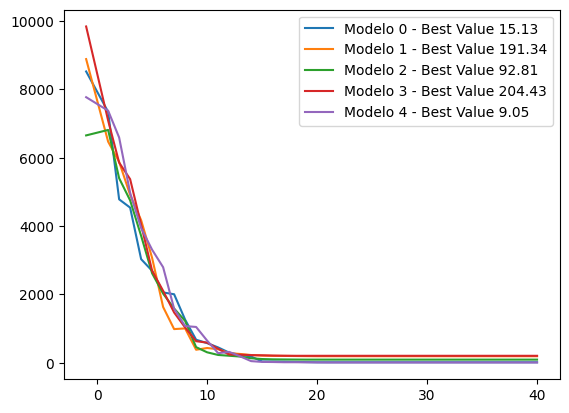 10000
8000
6000
4000
2000
0
0
10
20
30
40
Modelo 0 - Best Value 15.13
Modelo 1 - Best Value 191.34
Modelo 2 - Best Value 92.81
Modelo 3 - Best Value 204.43
Modelo 4 - Best Value 9.05